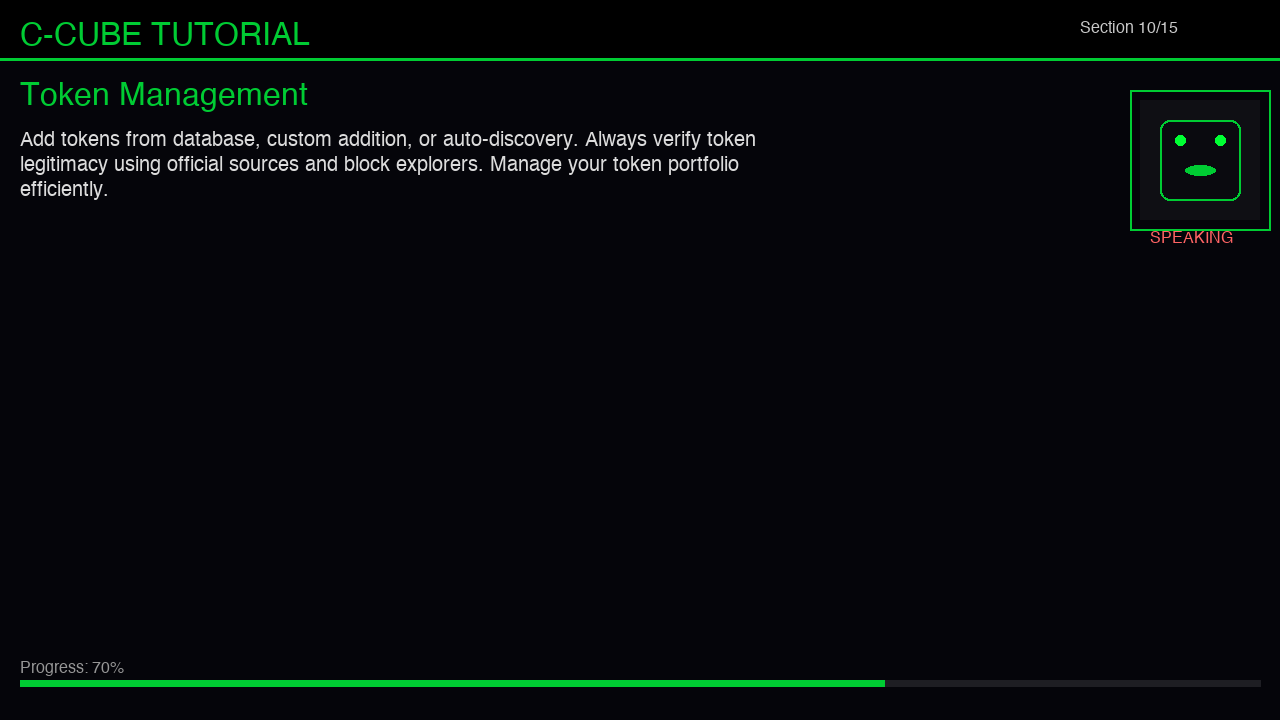 C-CUBE TUTORIAL
Section 10/15
Token Management
Add tokens from database, custom addition, or auto-discovery. Always verify token
legitimacy using official sources and block explorers. Manage your token portfolio
efficiently.
SPEAKING
Progress: 70%